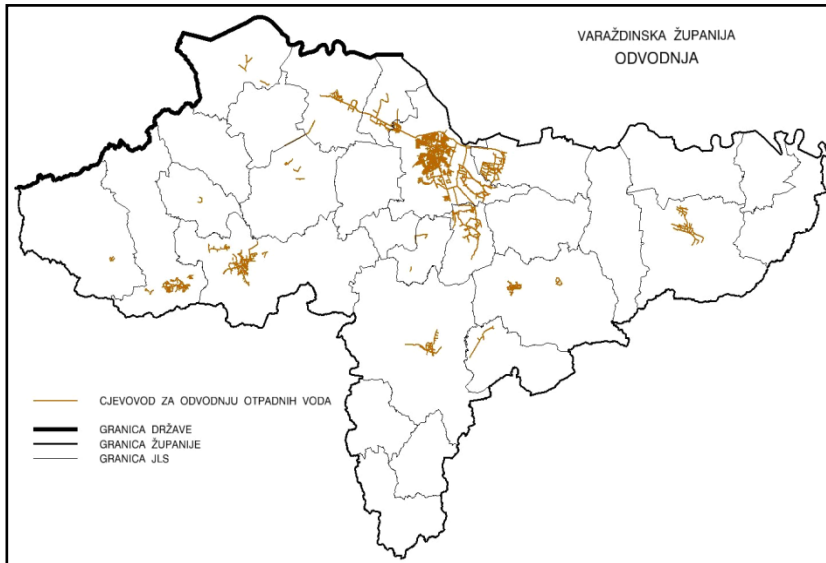 VARAŽDINSKA ŽUPANIJA
ODVODNJA
CJEVOVOD ZA ODVODNJU OTPADNIH VODA
GRANICA DRŽAVE
GRANICA ŽUPANIJE
GRANICA JLS